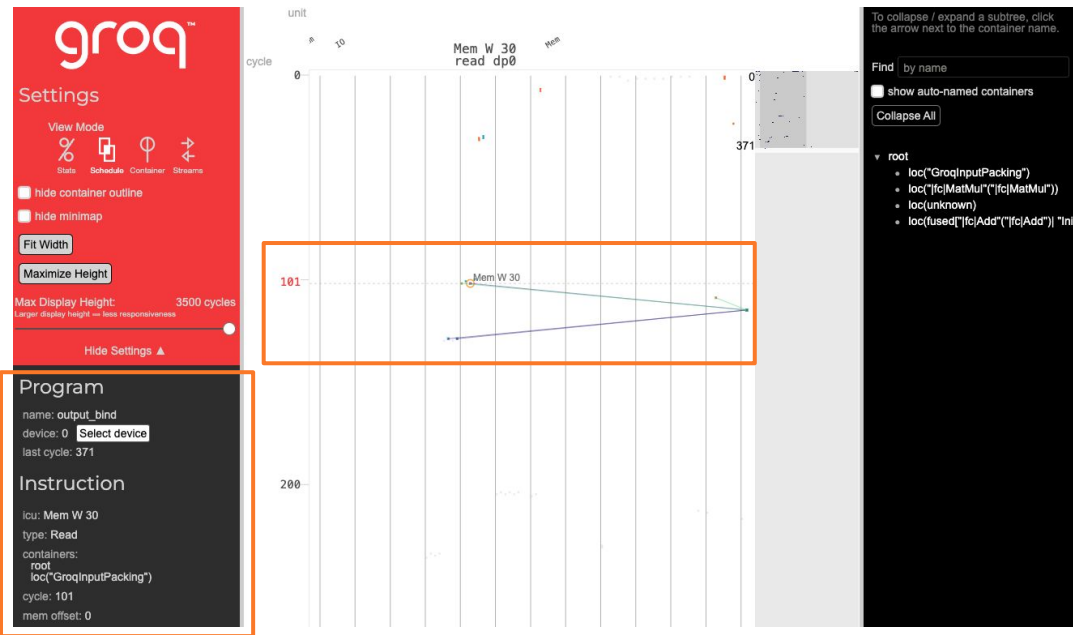 groq™
Settings
View Mode
Stats Schedule Container Streams
hide container outline
hide minimap
Fit Width
Maximize Height
Max Display Height: 3500 cycles
Larger display height = less responsiveness
Hide Settings ▲
Program
name: output_bind
device: 0 Select device
last cycle: 371
Instruction
icu: Mem W 30
type: Read
containers:
root
loc("GroqInputPacking")
cycle: 101
mem offset: 0
unit
IO
Mem
Mem W 30
read dp0
cycle
0
0
371
101
Mem W 30
200
To collapse / expand a subtree, click
the arrow next to the container name.
Find by name
show auto-named containers
Collapse All
root
loc("GroqInputPacking")
loc("|fc|MatMul"("|fc|MatMul"))
loc(unknown)
loc(fused["|fc|Add"("|fc|Add")| "Ini